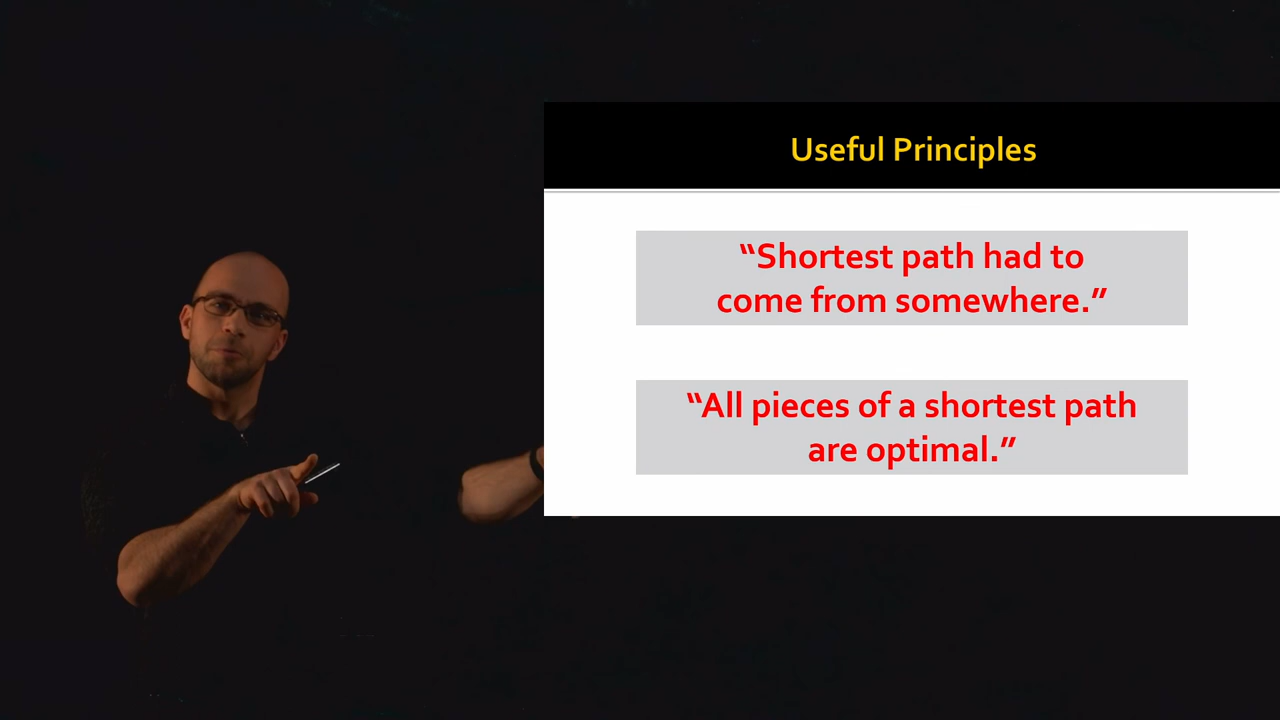 Useful Principles
“Shortest path had to
come from somewhere.”
“All pieces of a shortest path
are optimal.”